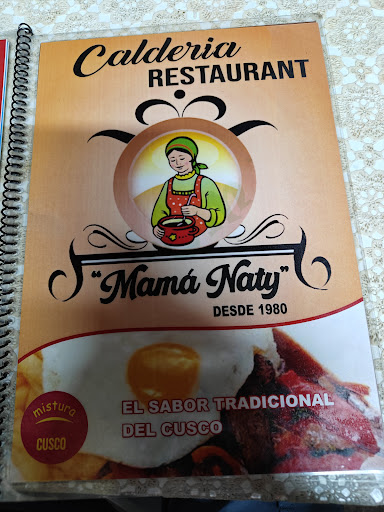 Calderia
RESTAURANT
"Mamá Naty"
DESDE 1980
EL SABOR TRADICIONAL
DEL CUSCO
mistura
CUSCO